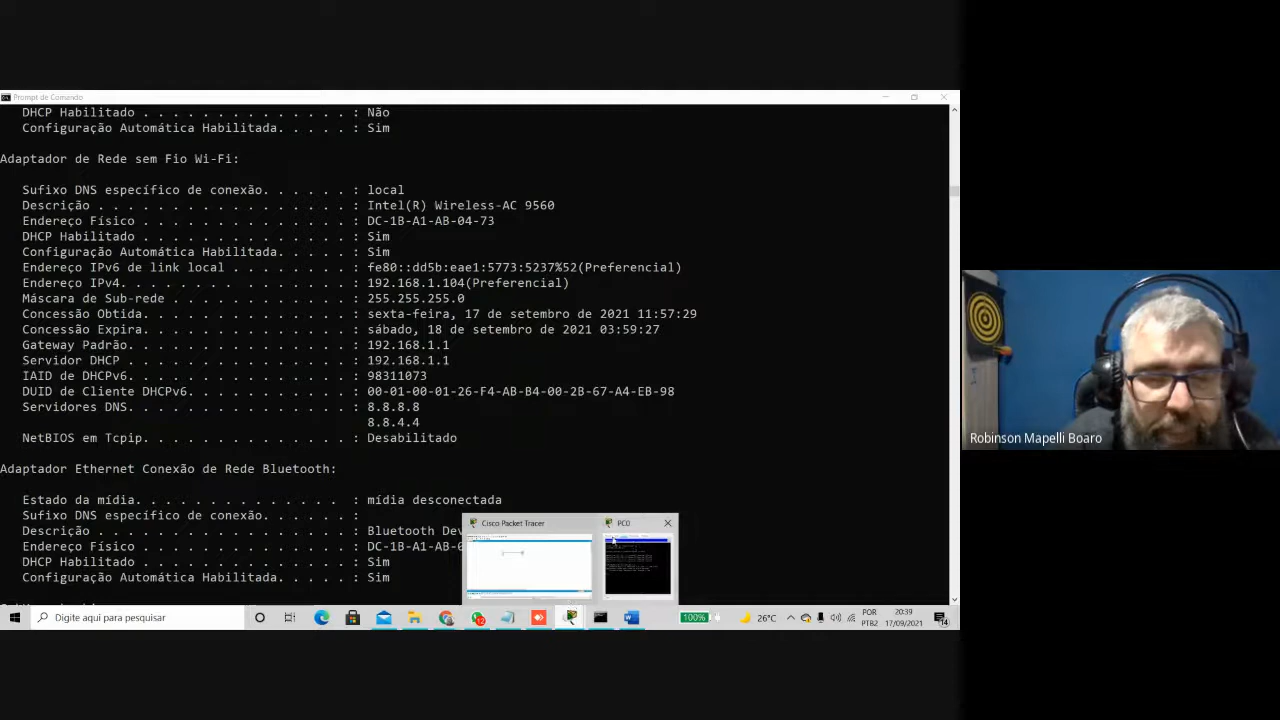 Prompt de Comando
DHCP Habilitado . . . . . . . . . . . . . . : Não
Configuração Automática Habilitada. . . . . : Sim
Adaptador de Rede sem Fio Wi-Fi:
Sufixo DNS específico de conexão. . . . . . : local
Descrição . . . . . . . . . . . . . . . . . : Intel(R) Wireless-AC 9560
Endereço Físico . . . . . . . . . . . . . . : DC-1B-A1-AB-04-73
DHCP Habilitado . . . . . . . . . . . . . . : Sim
Configuração Automática Habilitada. . . . . : Sim
Endereço IPv6 de link local . . . . . . . . : fe80::dd5b:eae1:5773:5237%52(Preferencial)
Endereço IPv4. . . . . . . . . . . . . . . : 192.168.1.104(Preferencial)
Máscara de Sub-rede . . . . . . . . . . . . : 255.255.255.0
Concessão Obtida. . . . . . . . . . . . . . : sexta-feira, 17 de setembro de 2021 11:57:29
Concessão Expira. . . . . . . . . . . . . . : sábado, 18 de setembro de 2021 03:59:27
Gateway Padrão. . . . . . . . . . . . . . . : 192.168.1.1
Servidor DHCP . . . . . . . . . . . . . . . : 192.168.1.1
IAID de DHCPv6. . . . . . . . . . . . . . . : 98311073
DUID de Cliente DHCPv6. . . . . . . . . . . : 00-01-00-01-26-F4-AB-B4-00-2B-67-A4-EB-98
Servidores DNS. . . . . . . . . . . . . . . : 8.8.8.8
8.8.4.4
NetBIOS em Tcpip. . . . . . . . . . . . . . : Desabilitado
Adaptador Ethernet Conexão de Rede Bluetooth:
Estado da mídia. . . . . . . . . . . . . . : mídia desconectada
Sufixo DNS específico de conexão. . . . . . :
Descrição . . . . . . . . . . . . . . . . . : Bluetooth Dev
Endereço Físico . . . . . . . . . . . . . . : DC-1B-A1-AB-0
DHCP Habilitado . . . . . . . . . . . . . . : Sim
Configuração Automática Habilitada. . . . . : Sim
Cisco Packet Tracer
PC0
Digite aqui para pesquisar
12
100%
26°C
POR
PTB2
20:39
17/09/2021
14
Robinson Mapelli Boaro